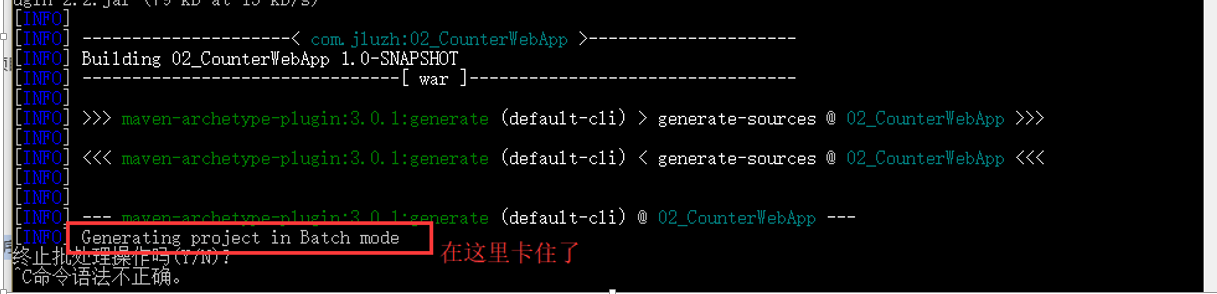 ugin 2.2.jar (79 KB at 15 KB/s)
[INFO]
[INFO] ---------------------< com.jluzh:02_CounterWebApp >---------------------
[INFO] Building 02_CounterWebApp 1.0-SNAPSHOT
[INFO] --------------------------------[ war ]---------------------------------
[INFO]
[INFO] >>> maven-archetype-plugin:3.0.1:generate (default-cli) > generate-sources @ 02_CounterWebApp >>>
[INFO]
[INFO] <<< maven-archetype-plugin:3.0.1:generate (default-cli) < generate-sources @ 02_CounterWebApp <<<
[INFO]
[INFO]
[INFO] --- maven-archetype-plugin:3.0.1:generate (default-cli) @ 02_CounterWebApp ---
[INFO] Generating project in Batch mode
在这里卡住了
终止批处理操作吗(Y/N)?
^C命令语法不正确。